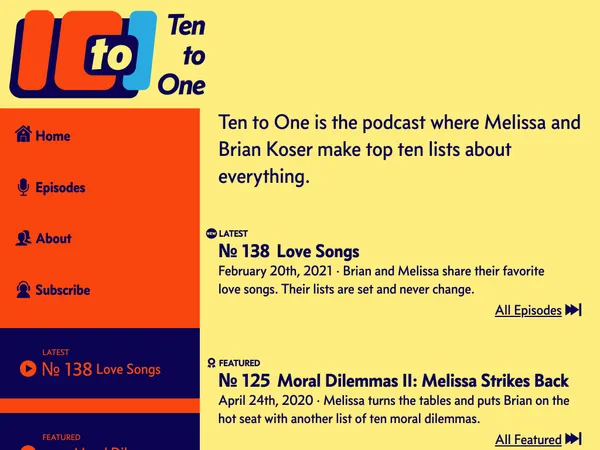 10 to 1
Ten
to
One
Home
Episodes
About
Subscribe
LATEST
№ 138 Love Songs
FEATURED
Ten to One is the podcast where Melissa and
Brian Koser make top ten lists about
everything.
NEW LATEST
№ 138 Love Songs
February 20th, 2021 · Brian and Melissa share their favorite
love songs. Their lists are set and never change.
All Episodes
FEATURED
№ 125 Moral Dilemmas II: Melissa Strikes Back
April 24th, 2020 · Melissa turns the tables and puts Brian on the
hot seat with another list of ten moral dilemmas.
All Featured